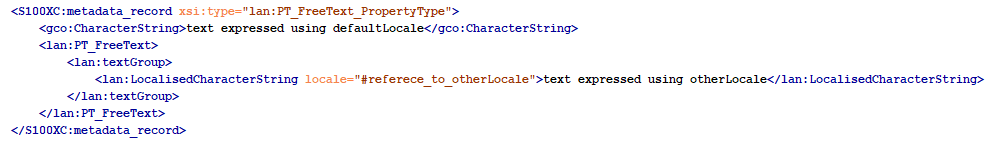 <S100XC:metadata_record xsi:type="lan:PT_FreeText_PropertyType">
<gco:CharacterString>text expressed using defaultLocale</gco:CharacterString>
<lan:PT_FreeText>
<lan:textGroup>
<lan:LocalisedCharacterString locale="#referece_to_otherLocale">text expressed using otherLocale</lan:LocalisedCharacterString>
</lan:textGroup>
</lan:PT_FreeText>
</S100XC:metadata_record>